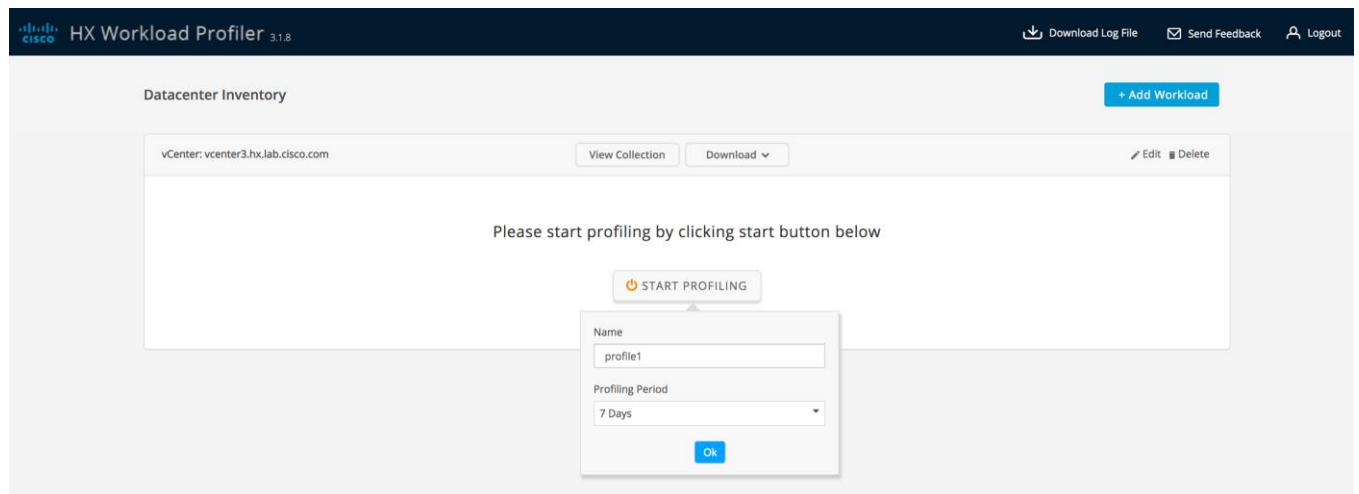 CISCO HX Workload Profiler 3.1.8 Download Log File Send Feedback Logout
Datacenter Inventory + Add Workload
vCenter: vcenter3.hx.lab.cisco.com View Collection Download Edit Delete
Please start profiling by clicking start button below
START PROFILING
Name
profile1
Profiling Period
7 Days
Ok